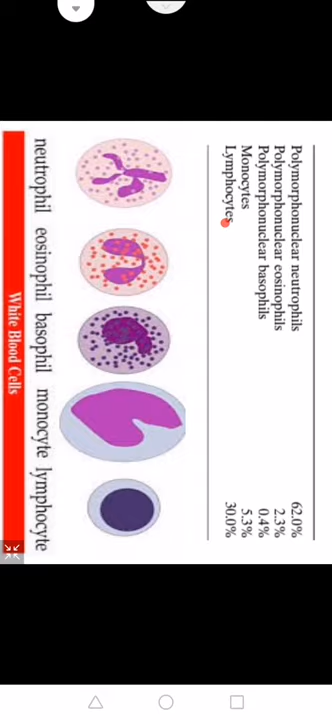 Polymorphonuclear neutrophils 62.0%
Polymorphonuclear eosinophils 2.3%
Polymorphonuclear basophils 0.4%
Monocytes 5.3%
Lymphocytes 30.0%
neutrophil eosinophil basophil monocyte lymphocyte
White Blood Cells